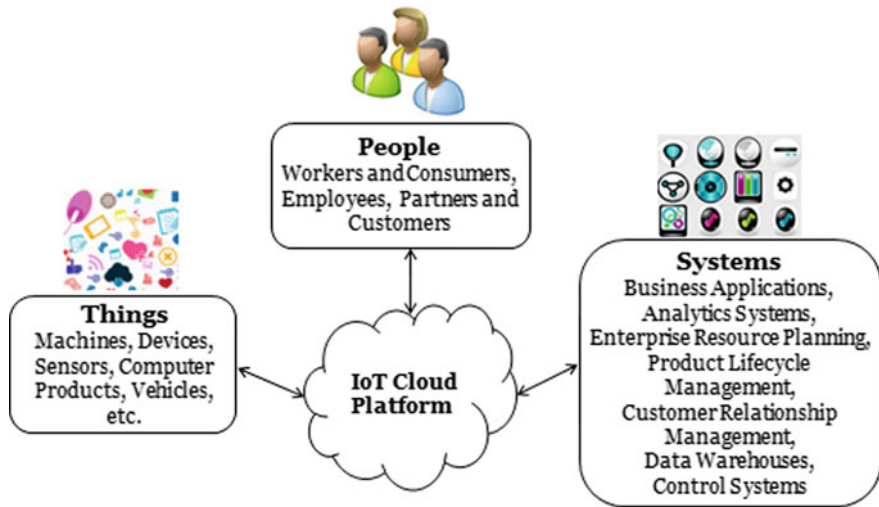 People
Workers and Consumers,
Employees, Partners and
Customers
Things
Machines, Devices,
Sensors, Computer
Products, Vehicles,
etc.
IoT Cloud
Platform
Systems
Business Applications,
Analytics Systems,
Enterprise Resource Planning,
Product Lifecycle
Management,
Customer Relationship
Management,
Data Warehouses,
Control Systems